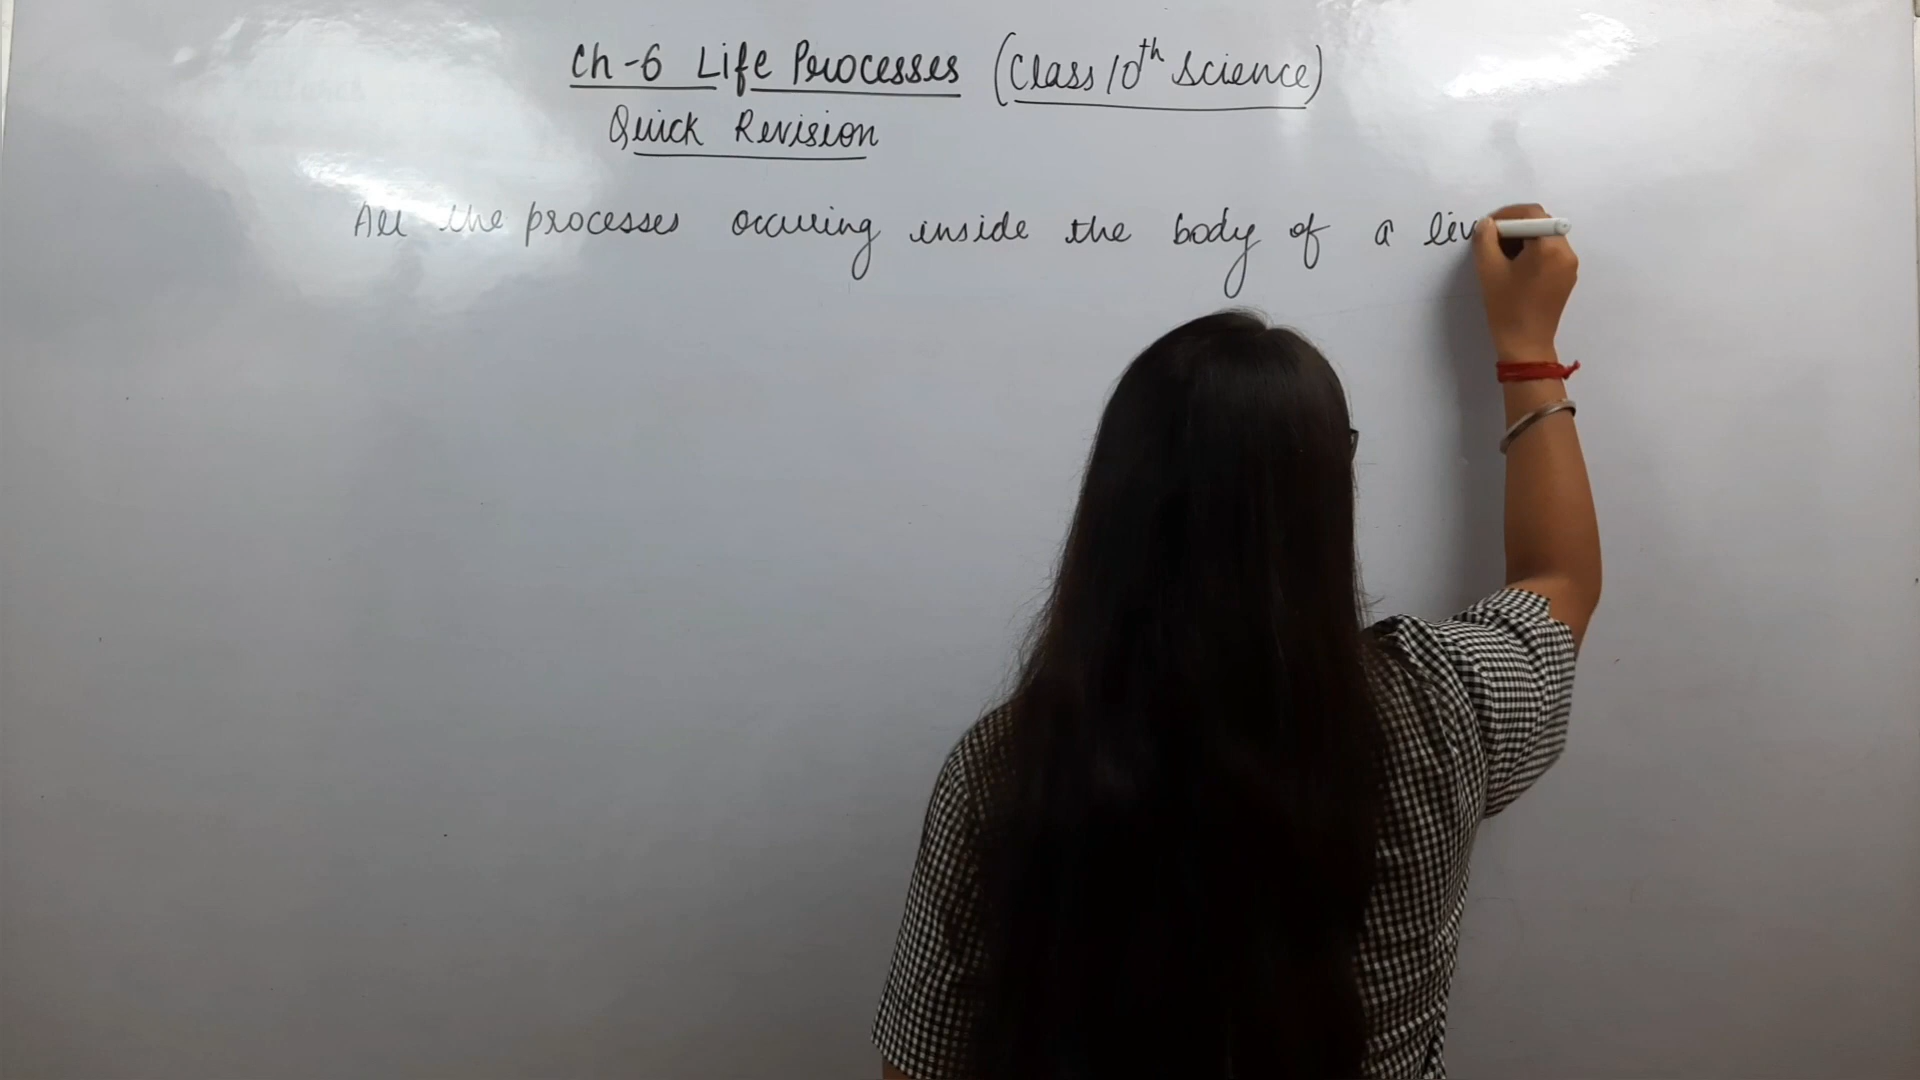 Ch-6 Life Processes (Class 10th Science)
Quick Revision
All the processes occuring inside the body of a liv